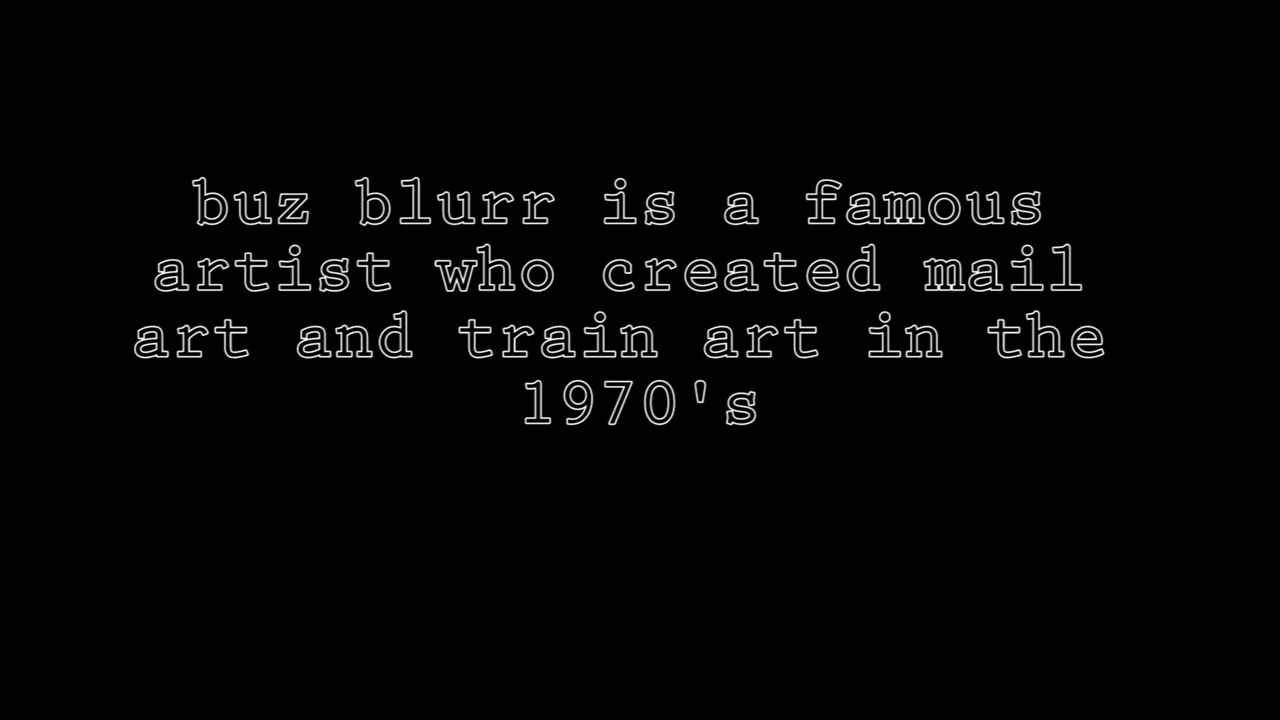 buz blurr is a famous
artist who created mail
art and train art in the
1970's